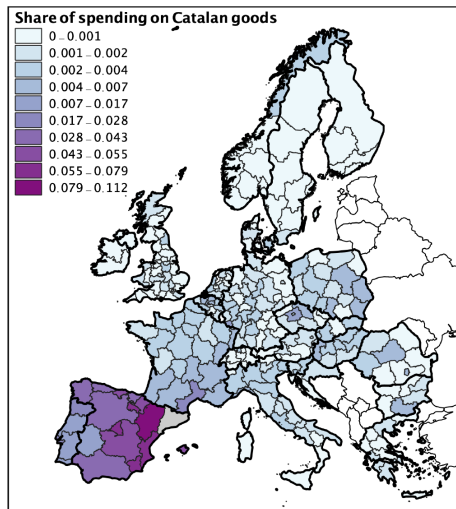 Share of spending on Catalan goods
0 – 0.001
0.001 – 0.002
0.002 – 0.004
0.004 – 0.007
0.007 – 0.017
0.017 – 0.028
0.028 – 0.043
0.043 – 0.055
0.055 – 0.079
0.079 – 0.112